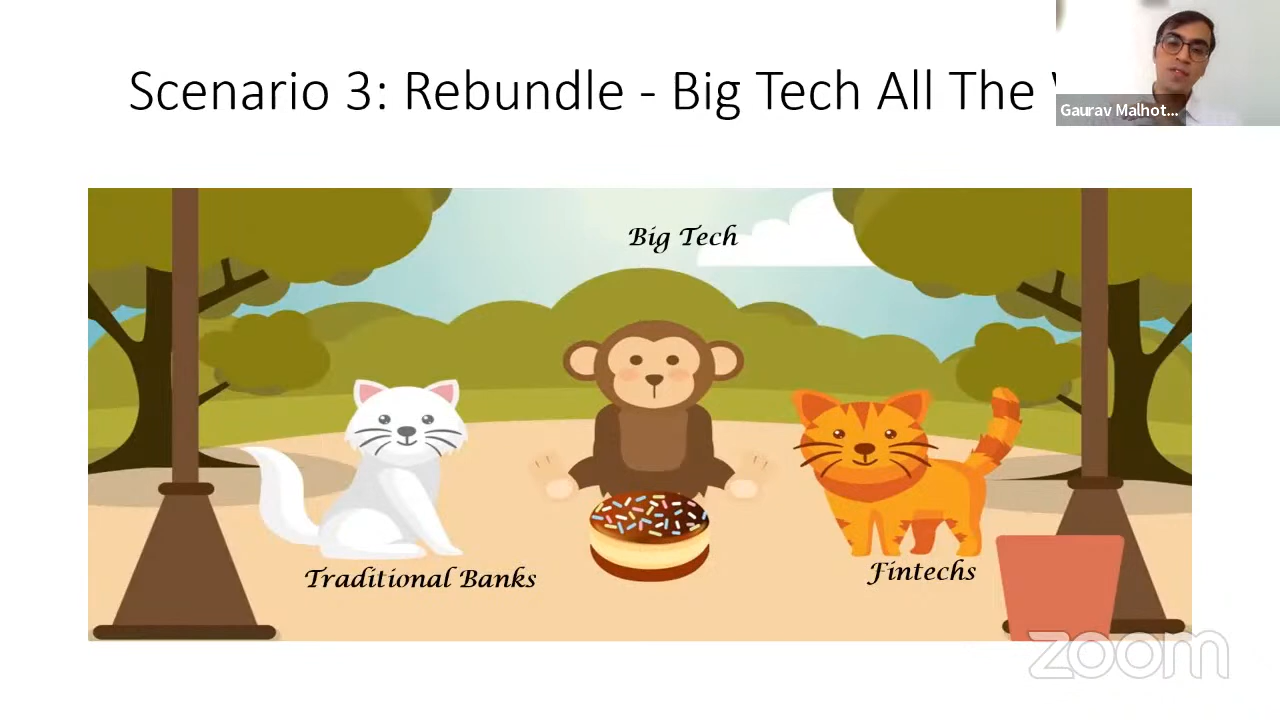 Scenario 3: Rebundle - Big Tech All The
Gaurav Malhot...
Big Tech
Traditional Banks
Fintechs
zoom